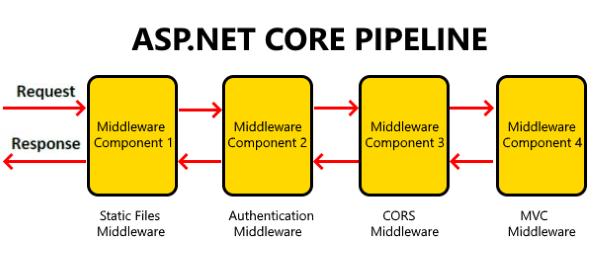 ASP.NET CORE PIPELINE
Request
Response
Middleware
Component 1
Middleware
Component 2
Middleware
Component 3
Middleware
Component 4
Static Files
Middleware
Authentication
Middleware
CORS
Middleware
MVC
Middleware